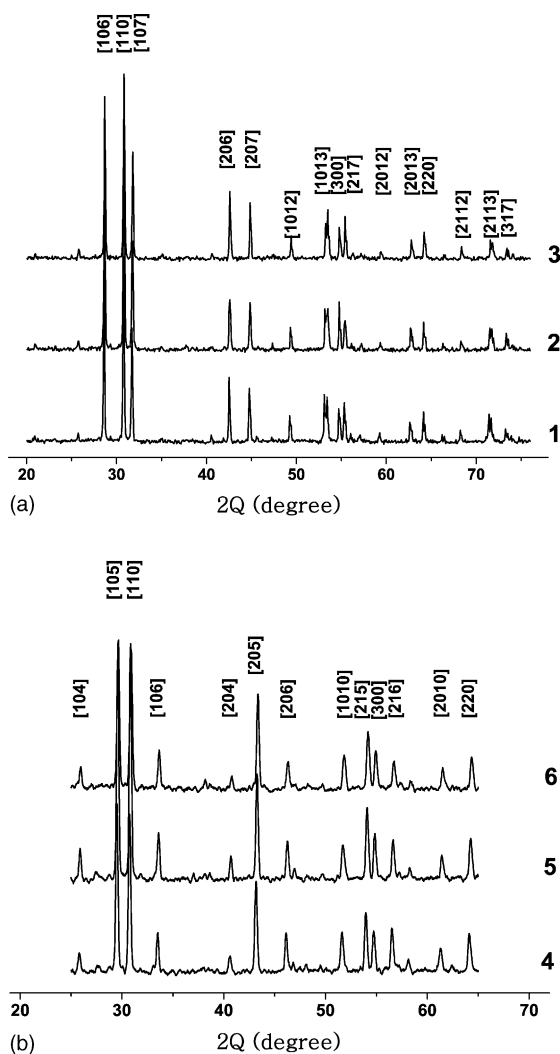 [106] [110] [107]
[206] [207] [1012] [1013] [300] [217] [2012] [2013] [220] [2112] [2113] [317]
3
2
1
20 30 40 50 60 70
(a) 2Q (degree)
[105] [110]
[104] [106] [204] [205] [206] [1010] [215] [300] [216] [2010] [220]
6
5
4
20 30 40 50 60 70
(b) 2Q (degree)